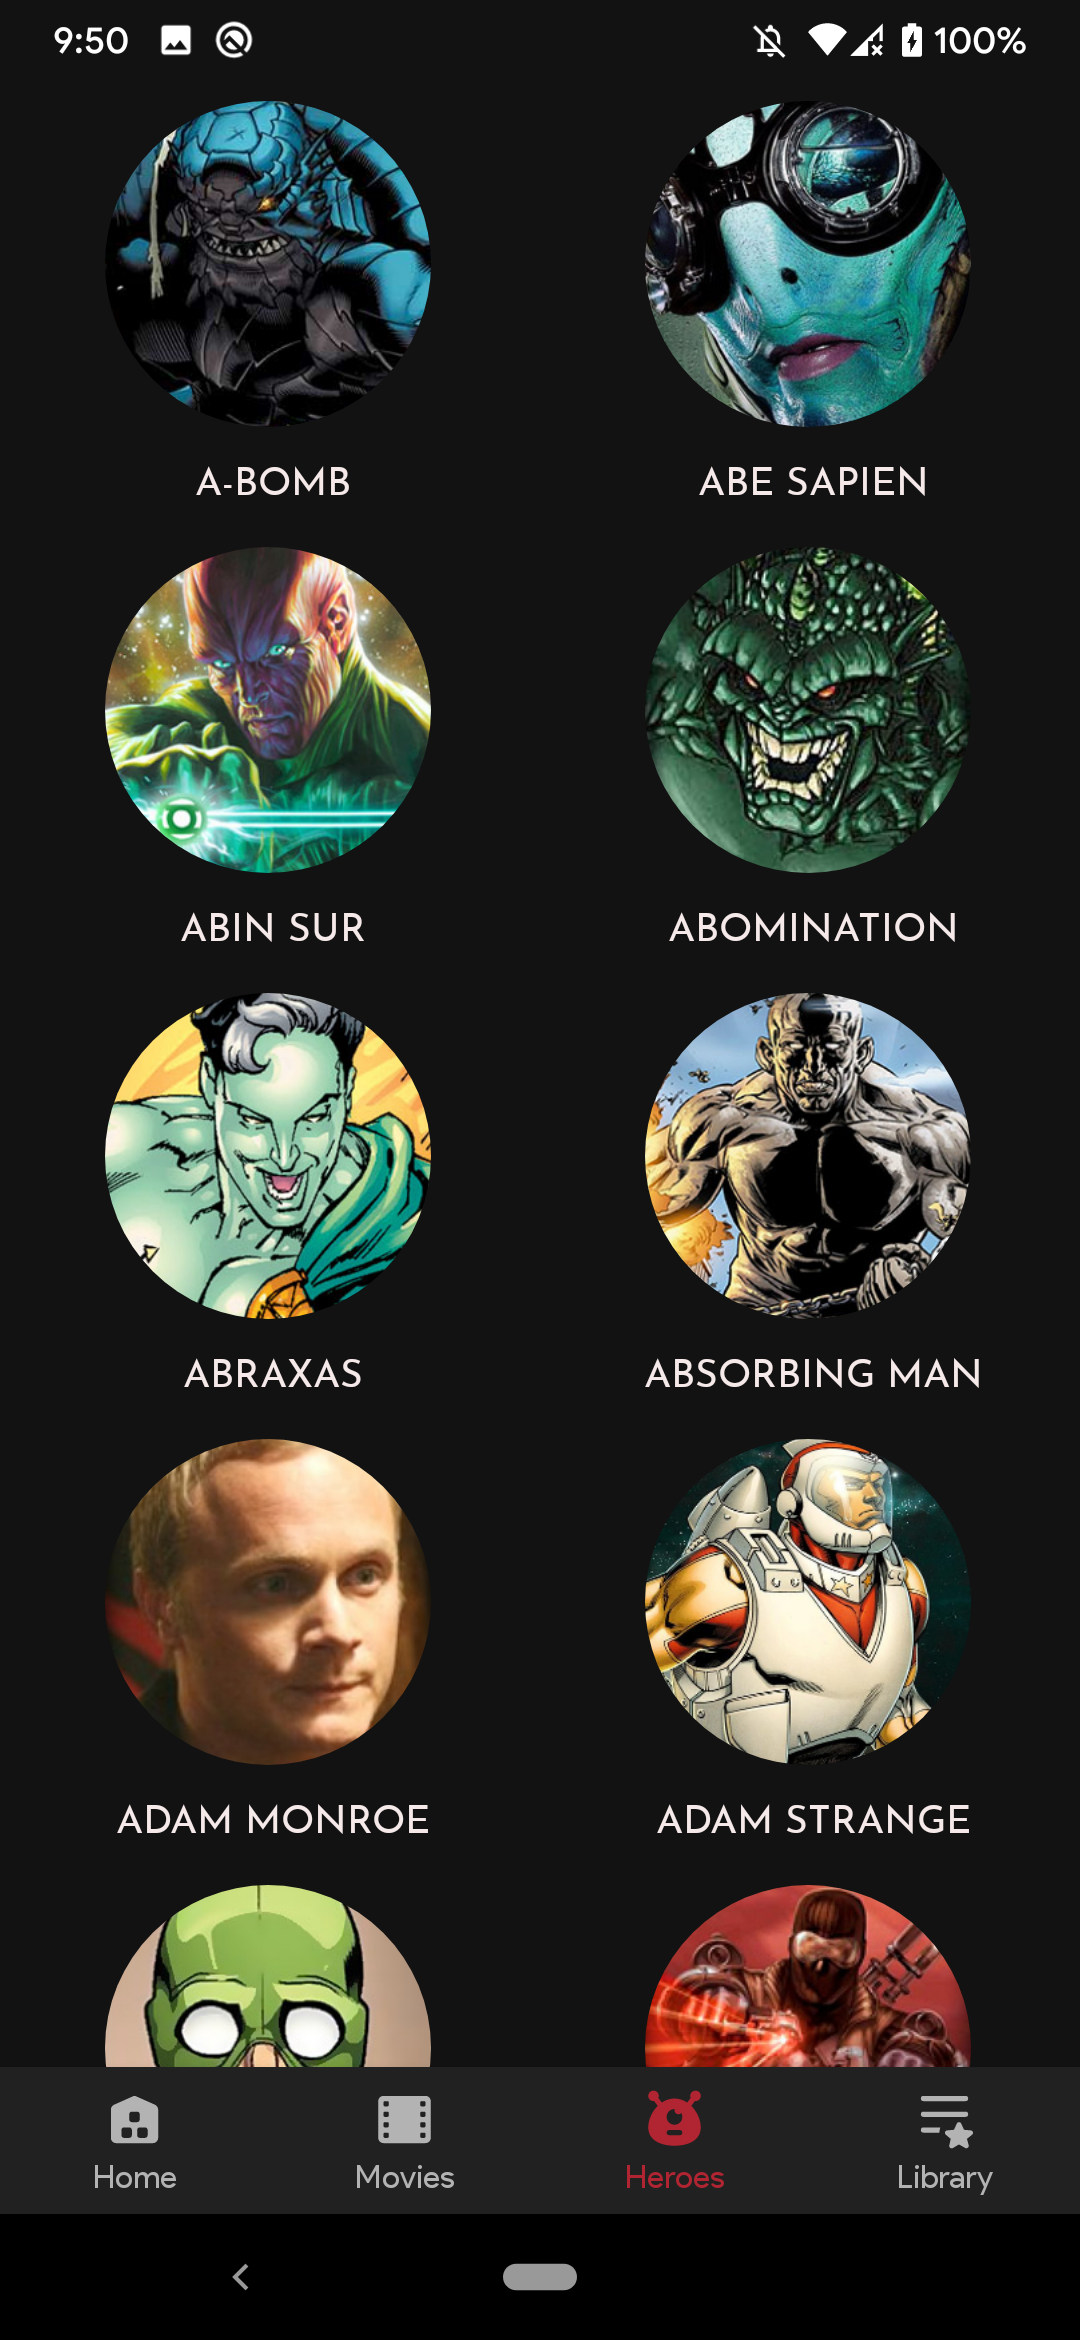 9:50 100%
A-BOMB ABE SAPIEN
ABIN SUR ABOMINATION
ABRAXAS ABSORBING MAN
ADAM MONROE ADAM STRANGE
Home Movies Heroes Library